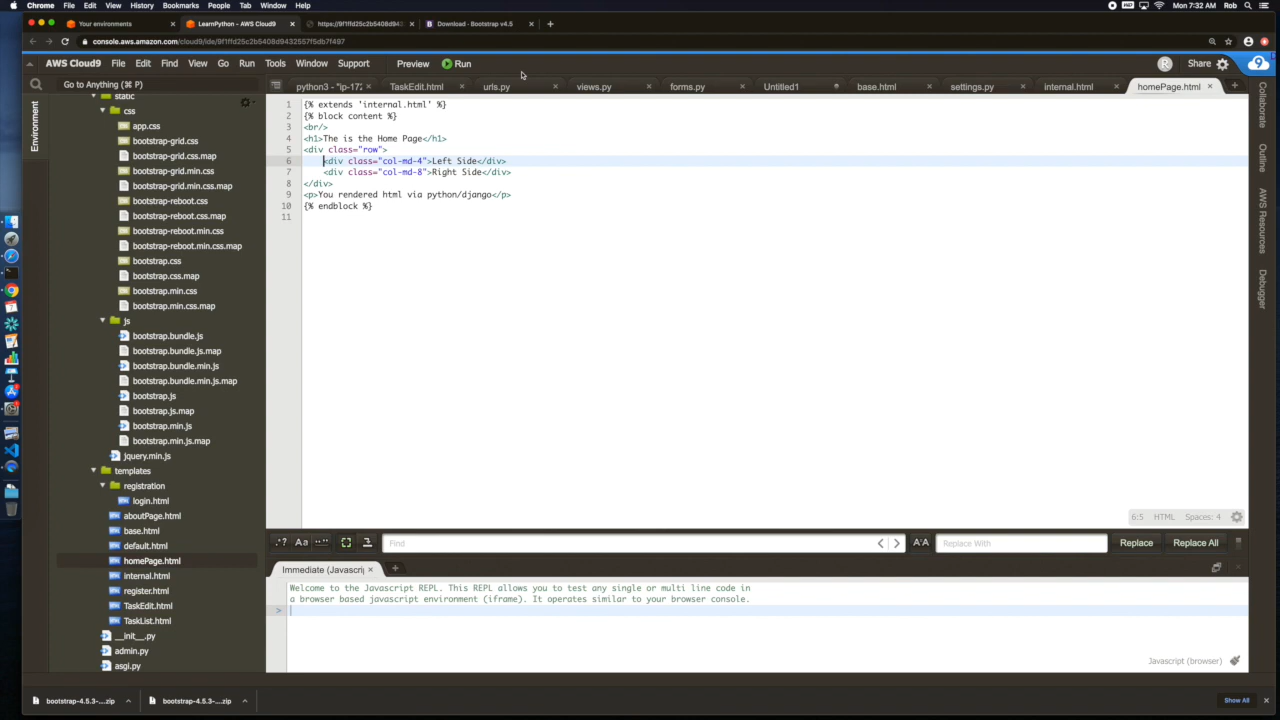 Chrome File Edit View History Bookmarks People Tab Window Help HD Mon 7:32 AM Rob
Your environments × LearnPython - AWS Cloud9 × https://9f1ffd25c2b5408d943 × Download - Bootstrap v4.5 × +
console.aws.amazon.com/cloud9/ide/9f1ffd25c2b5408d9432567f5db7f497
AWS Cloud9 File Edit Find View Go Run Tools Window Support Preview Run R Share 9
Go to Anything (⌘ P)
python3 - "ip-17 × TaskEdit.html × urls.py × views.py × forms.py × Untitled1 base.html × settings.py × internal.html × homePage.html × +
Environment
static
css
app.css
bootstrap-grid.css
bootstrap-grid.css.map
bootstrap-grid.min.css
bootstrap-grid.min.css.map
bootstrap-reboot.css
bootstrap-reboot.css.map
bootstrap-reboot.min.css
bootstrap-reboot.min.css.map
bootstrap.css
bootstrap.css.map
bootstrap.min.css
bootstrap.min.css.map
js
bootstrap.bundle.js
bootstrap.bundle.js.map
bootstrap.bundle.min.js
bootstrap.bundle.min.js.map
bootstrap.js
bootstrap.js.map
bootstrap.min.js
bootstrap.min.js.map
jquery.min.js
templates
registration
login.html
aboutPage.html
base.html
default.html
homePage.html
internal.html
register.html
TaskEdit.html
TaskList.html
__init__.py
admin.py
asgi.py
1 {% extends 'internal.html' %}
2 {% block content %}
3 <br/>
4 <h1>The is the Home Page</h1>
5 <div class="row">
6 <div class="col-md-4">Left Side</div>
7 <div class="col-md-8">Right Side</div>
8 </div>
9 <p>You rendered html via python/django</p>
10 {% endblock %}
11
6:5 HTML Spaces: 4
.* Aa Find Replace With Replace Replace All
Immediate (Javascri × +
Welcome to the Javascript REPL. This REPL allows you to test any single or multi line code in
a browser based javascript environment (iframe). It operates similar to your browser console.
>
Javascript (browser)
Collaborate
Outline
AWS Resources
Debugger
bootstrap-4.5.3-....zip bootstrap-4.5.3-....zip Show All ×